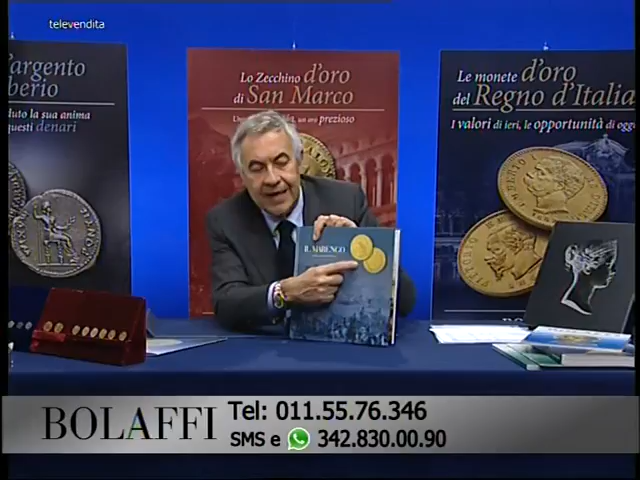 televendita
'argento
berio
duto la sua anima
questi denari
Lo Zecchino d'oro
di San Marco
prezioso
Le monete d'oro
del Regno d'Italia
I valori di ieri, le opportunità di oggi
IL MARENGO
BOLAFFI
Tel: 011.55.76.346
SMS e 342.830.00.90